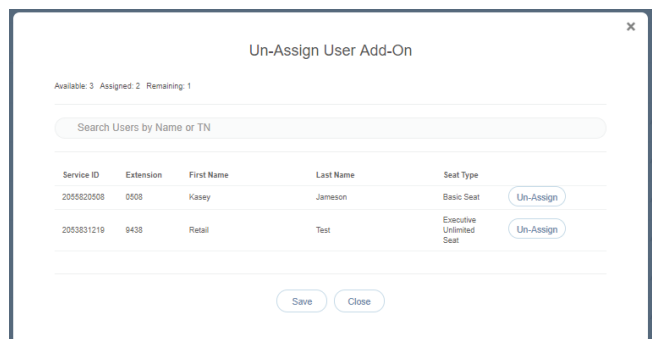 ×
Un-Assign User Add-On
Available: 3 Assigned: 2 Remaining: 1
Search Users by Name or TN
Service ID Extension First Name Last Name Seat Type
2055820508 0508 Kasey Jameson Basic Seat Un-Assign
2053831219 9438 Retail Test Executive Unlimited Seat Un-Assign
Save Close